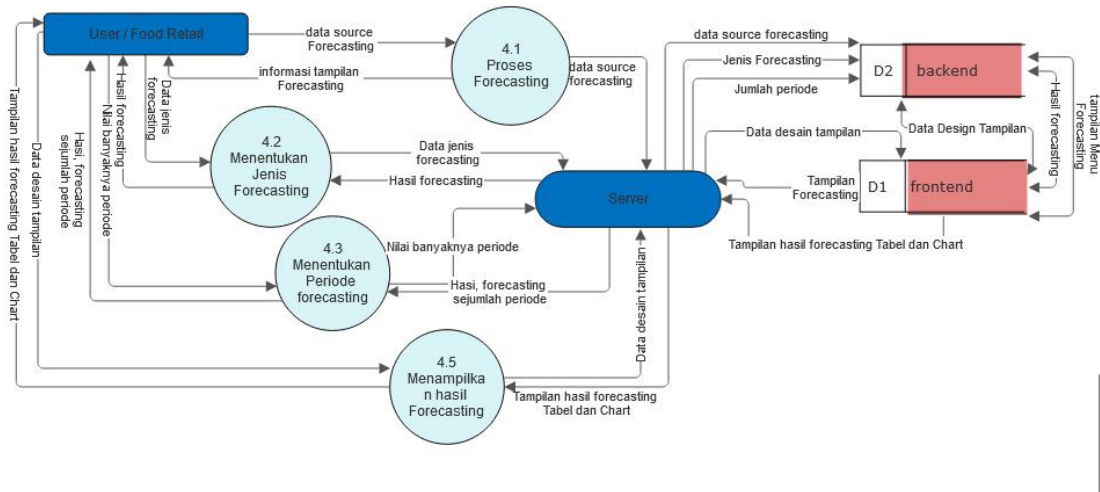 User / Food Retail
data source
Forecasting
informasi tampilan
Forecasting
4.1
Proses
Forecasting
data source
forecasting
data source forecasting
Jenis Forecasting
Jumlah periode
D2
backend
Data desain tampilan
Data Design Tampilan
D1
frontend
Tampilan
Forecasting
Tampilan hasil forecasting Tabel dan Chart
Hasil forecasting
tampilan Menu
Forecasting
4.2
Menentukan
Jenis
Forecasting
Data jenis
forecasting
Hasil forecasting
Server
4.3
Menentukan
Periode
forecasting
Nilai banyaknya periode
Hasi, forecasting
sejumlah periode
4.5
Menampilka
n hasil
Forecasting
Data desain tampilan
Tampilan hasil forecasting
Tabel dan Chart
Tampilan hasil forecasting Tabel dan Chart
Data desain tampilan
Hasi, forecasting
sejumlah periode
Nilai banyaknya periode
Hasil forecasting
Data jenis
forecasting